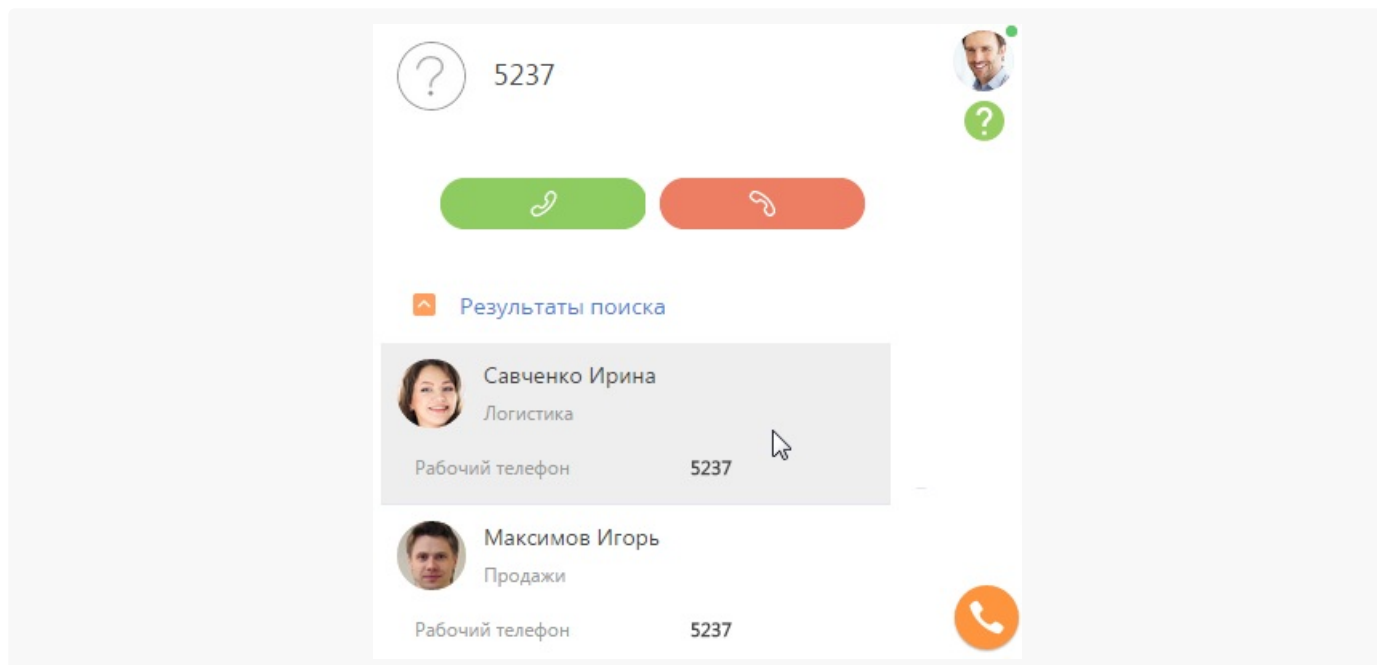 5237
Результаты поиска
Савченко Ирина
Логистика
Рабочий телефон 5237
Максимов Игорь
Продажи
Рабочий телефон 5237